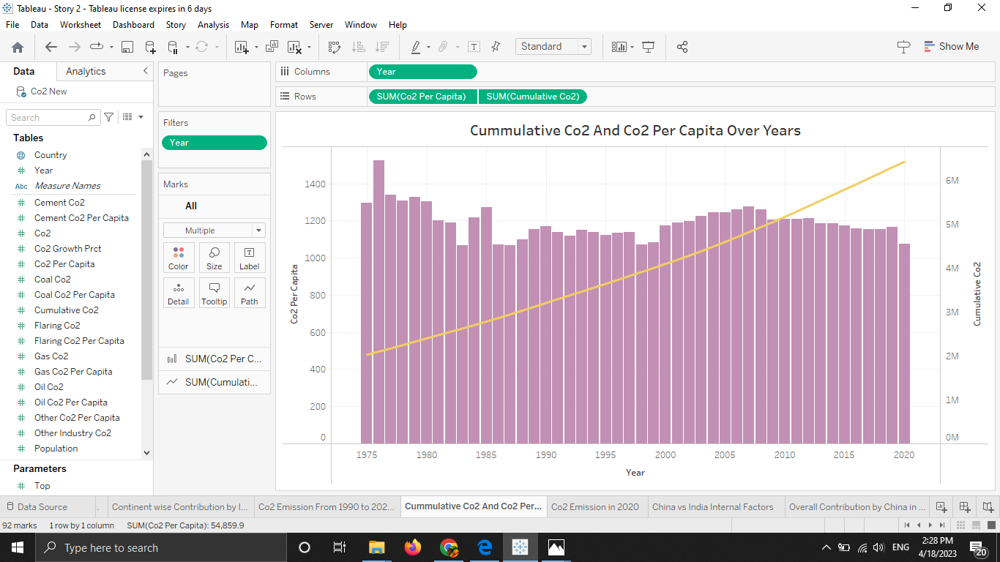 Tableau - Story 2 - Tableau license expires in 6 days
File Data Worksheet Dashboard Story Analysis Map Format Server Window Help
Standard
Show Me
Data Analytics
Co2 New
Search
Tables
Country
Year
Abc Measure Names
Cement Co2
Cement Co2 Per Capita
Co2
Co2 Growth Prct
Co2 Per Capita
Coal Co2
Coal Co2 Per Capita
Cumulative Co2
Flaring Co2
Flaring Co2 Per Capita
Gas Co2
Gas Co2 Per Capita
Oil Co2
Oil Co2 Per Capita
Other Co2 Per Capita
Other Industry Co2
Population
Parameters
Top
Pages
Filters
Year
Marks
All
Multiple
Color Size Label
Detail Tooltip Path
SUM(Co2 Per C...
SUM(Cumulati...
Columns Year
Rows SUM(Co2 Per Capita) SUM(Cumulative Co2)
Cummulative Co2 And Co2 Per Capita Over Years
Co2 Per Capita
1400
1200
1000
800
600
400
200
0
6M
5M
4M
3M
2M
1M
0M
Cumulative Co2
1975 1980 1985 1990 1995 2000 2005 2010 2015 2020
Year
Data Source . Continent wise Contribution by I... Co2 Emission From 1990 to 202... Cummulative Co2 And Co2 Per... Co2 Emission in 2020 China vs India Internal Factors Overall Contribution by China in ...
92 marks 1 row by 1 column SUM(Co2 Per Capita): 54,859.9
Type here to search
ENG
2:28 PM
4/18/2023
20